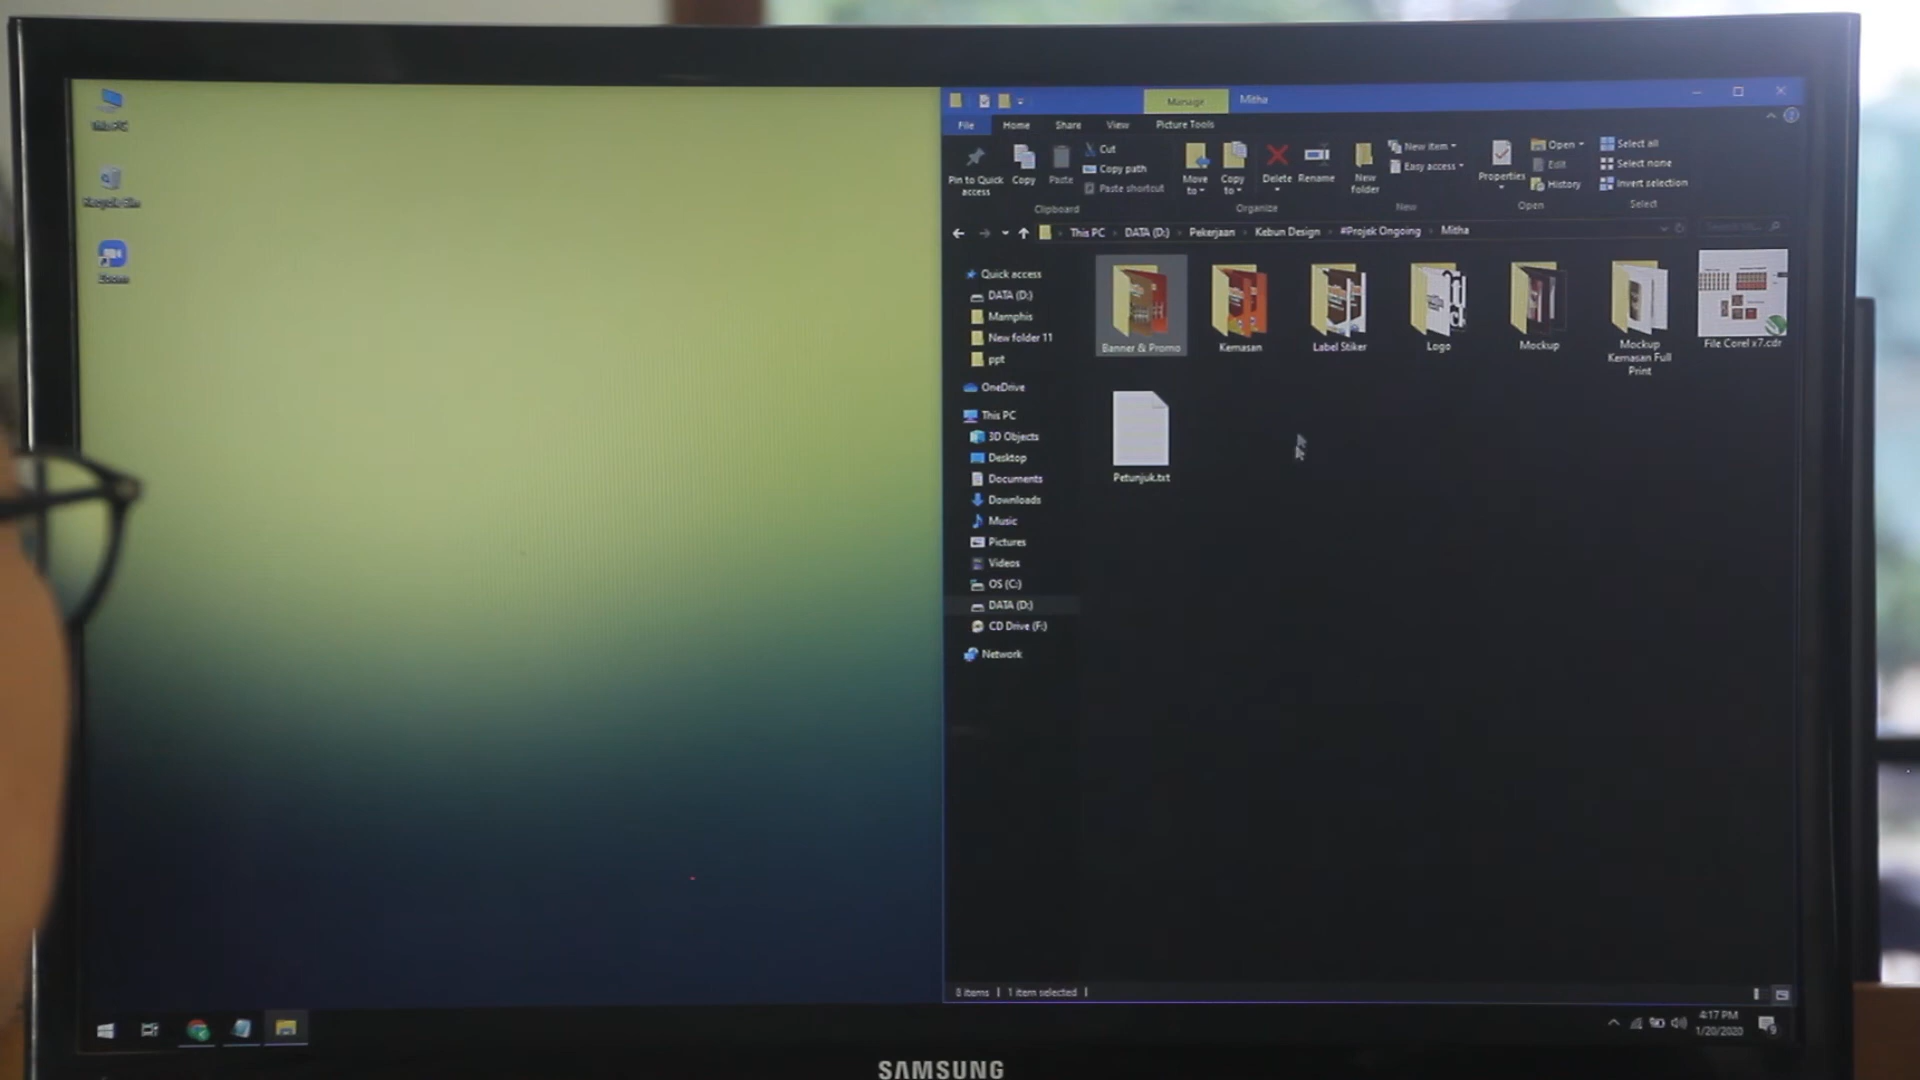 This PC
Recycle Bin
Zoom
Manage
Mitha
File
Home
Share
View
Picture Tools
Pin to Quick access
Copy
Paste
Cut
Copy path
Paste shortcut
Move to
Copy to
Delete
Rename
New folder
New item
Easy access
Properties
Open
Edit
History
Select all
Select none
Invert selection
Clipboard
Organize
New
Open
Select
This PC
DATA (D:)
Pekerjaan
Kebun Design
#Projek Ongoing
Mitha
Quick access
DATA (D:)
Mamphis
New folder 11
ppt
OneDrive
This PC
3D Objects
Desktop
Documents
Downloads
Music
Pictures
Videos
OS (C:)
DATA (D:)
CD Drive (F:)
Network
Banner & Promo
Kemasan
Label Stiker
Logo
Mockup
Mockup
Kemasan Full
Print
File Corel x7.cdr
Petunjuk.txt
8 items
1 item selected
4:17 PM
1/20/2020
SAMSUNG